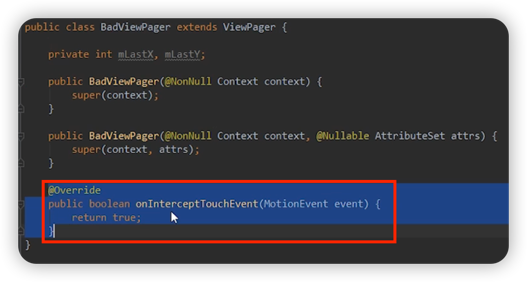 public class BadViewPager extends ViewPager {
private int mLastX, mLastY;
public BadViewPager(@NonNull Context context) {
super(context);
}
public BadViewPager(@NonNull Context context, @Nullable AttributeSet attrs) {
super(context, attrs);
}
@Override
public boolean onInterceptTouchEvent(MotionEvent event) {
return true;
}
}